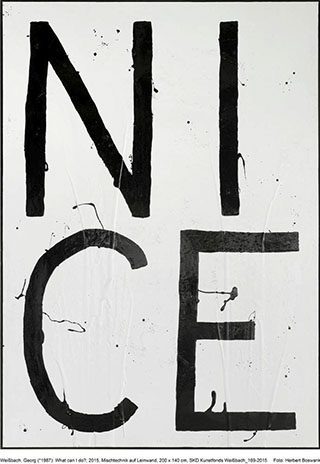 NI
CE
Weißbach, Georg (*1987): What can I do?; 2015, Mischtechnik auf Leinwand, 200 x 140 cm, SKD Kunstfonds Weißbach_169-2015 Foto: Herbert Boswank